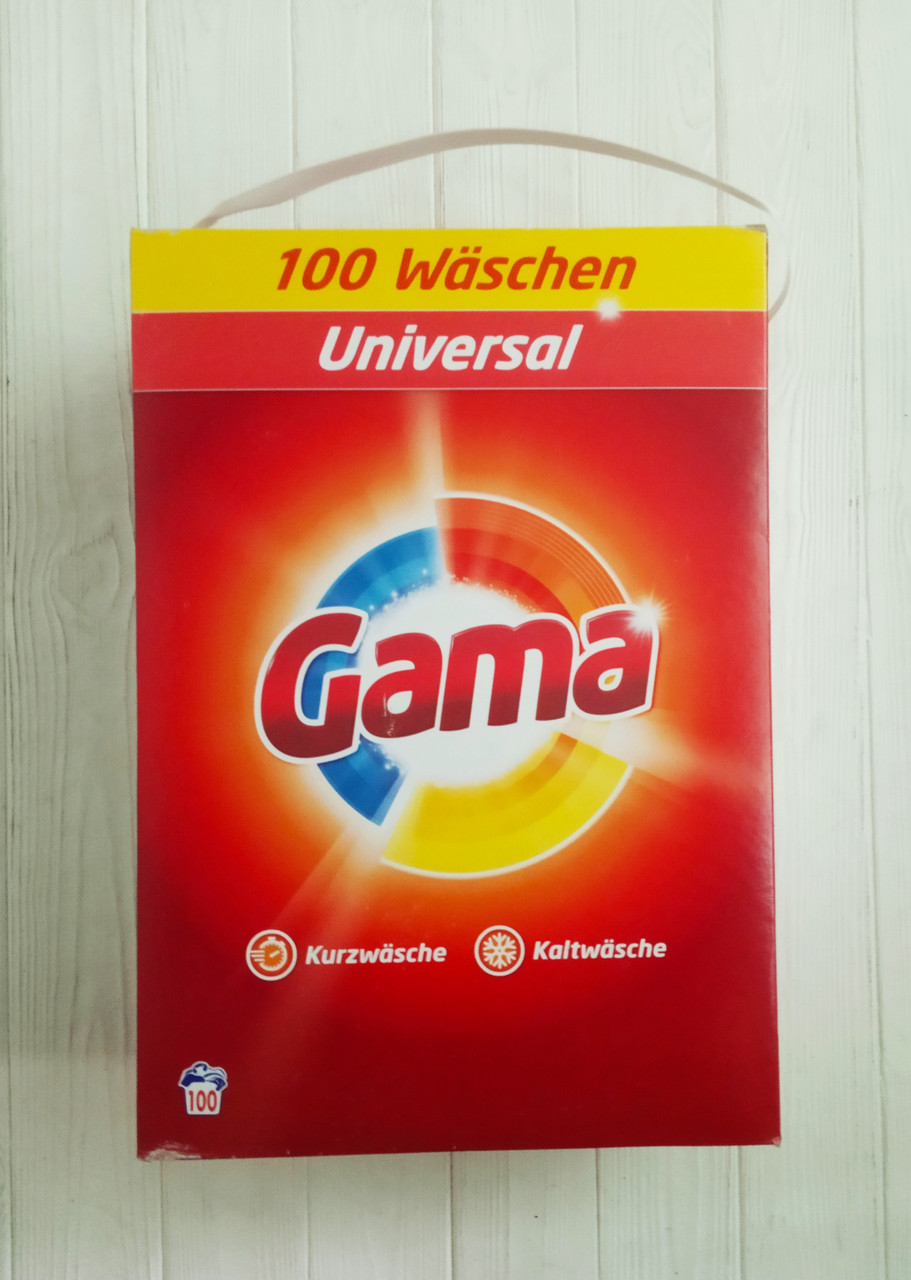 100 Wäschen
Universal
Gama
Kurzwäsche Kaltwäsche
100